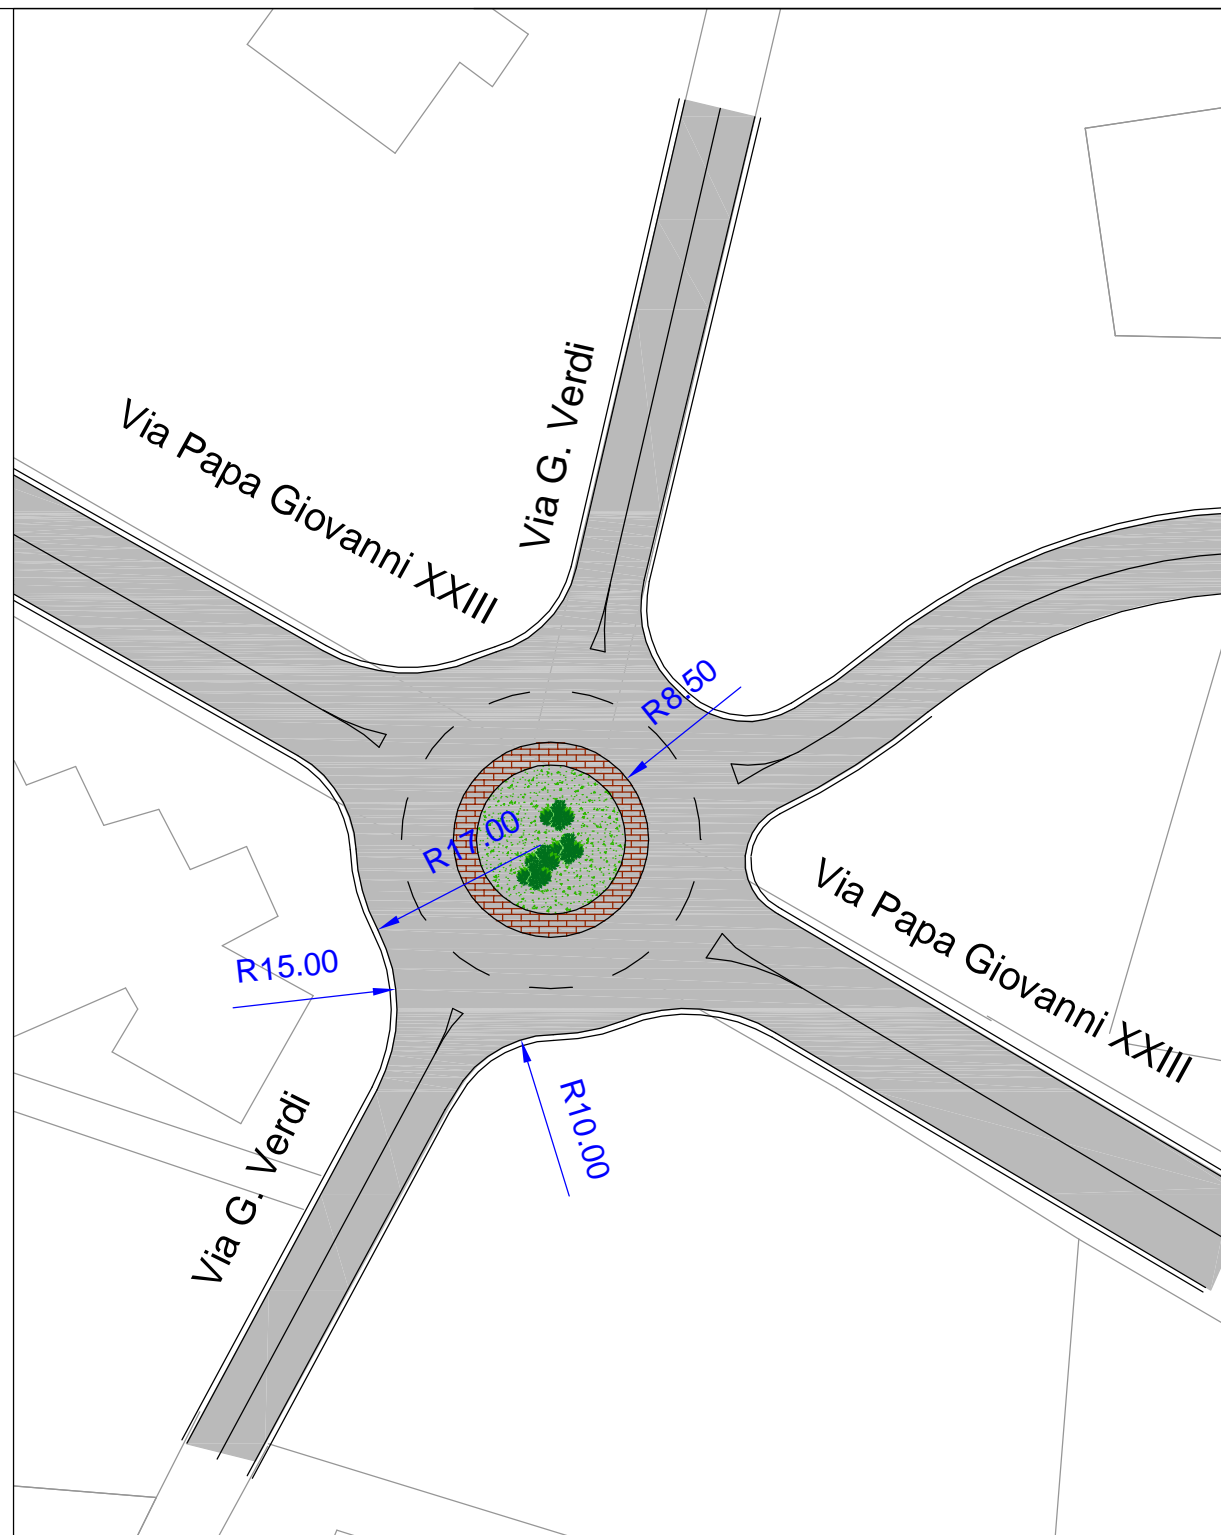 Via G. Verdi
Via Papa Giovanni XXIII
R8.50
R17.00
Via Papa Giovanni XXIII
R15.00
R10.00
Via G. Verdi